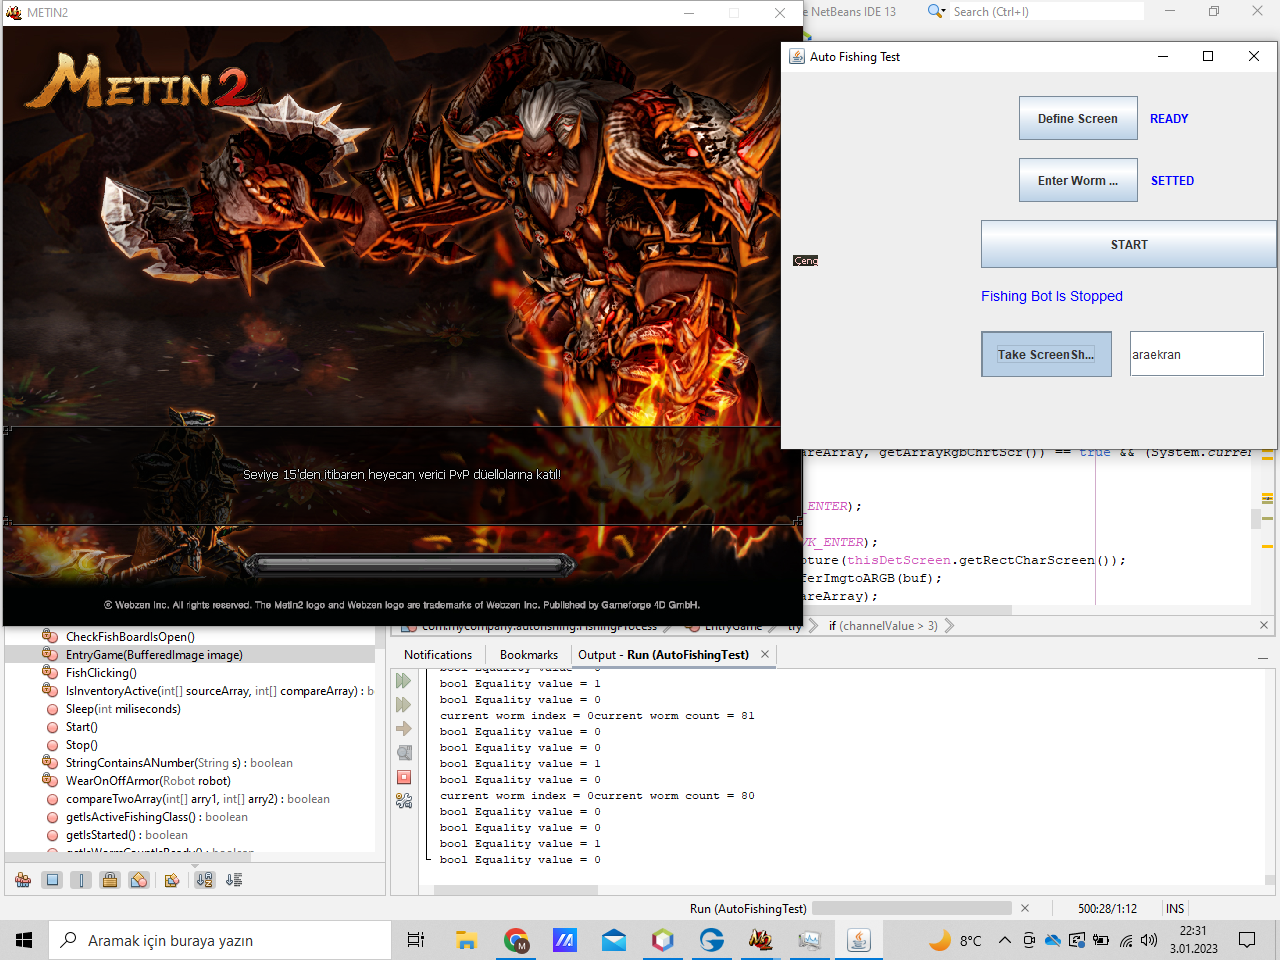 METIN2
METIN2
Seviye 15'den itibaren heyecan verici PvP düellolarına katıl!
© Webzen Inc. All rights reserved. The Metin2 logo and Webzen logo are trademarks of Webzen Inc. Published by Gameforge 4D GmbH.
NetBeans IDE 13
Search (Ctrl+I)
Auto Fishing Test
Define Screen
READY
Enter Worm ...
SETTED
START
Çeng
Fishing Bot Is Stopped
Take ScreenSh...
araekran
areArray, getArrayRgbChrtScr()) == true && (System.curre
_ENTER);
VK_ENTER);
pture(thisDetScreen.getRectCharScreen());
ferImgtoARGB(buf);
areArray);
com.mycompany.autofishing.FishingProcess
EntryGame
try
if (channelValue > 3)
CheckFishBoardIsOpen()
EntryGame(BufferedImage image)
FishClicking()
IsInventoryActive(int[] sourceArray, int[] compareArray) : b
Sleep(int miliseconds)
Start()
Stop()
StringContainsANumber(String s) : boolean
WearOnOffArmor(Robot robot)
compareTwoArray(int[] arry1, int[] arry2) : boolean
getIsActiveFishingClass() : boolean
getIsStarted() : boolean
getIsWormCountIsReady() : boolean
Notifications
Bookmarks
Output - Run (AutoFishingTest)
bool Equality value = 0
bool Equality value = 1
bool Equality value = 0
current worm index = 0current worm count = 81
bool Equality value = 0
bool Equality value = 0
bool Equality value = 1
bool Equality value = 0
current worm index = 0current worm count = 80
bool Equality value = 0
bool Equality value = 0
bool Equality value = 1
bool Equality value = 0
Run (AutoFishingTest)
500:28/1:12
INS
Aramak için buraya yazın
M
8°C
22:31
3.01.2023